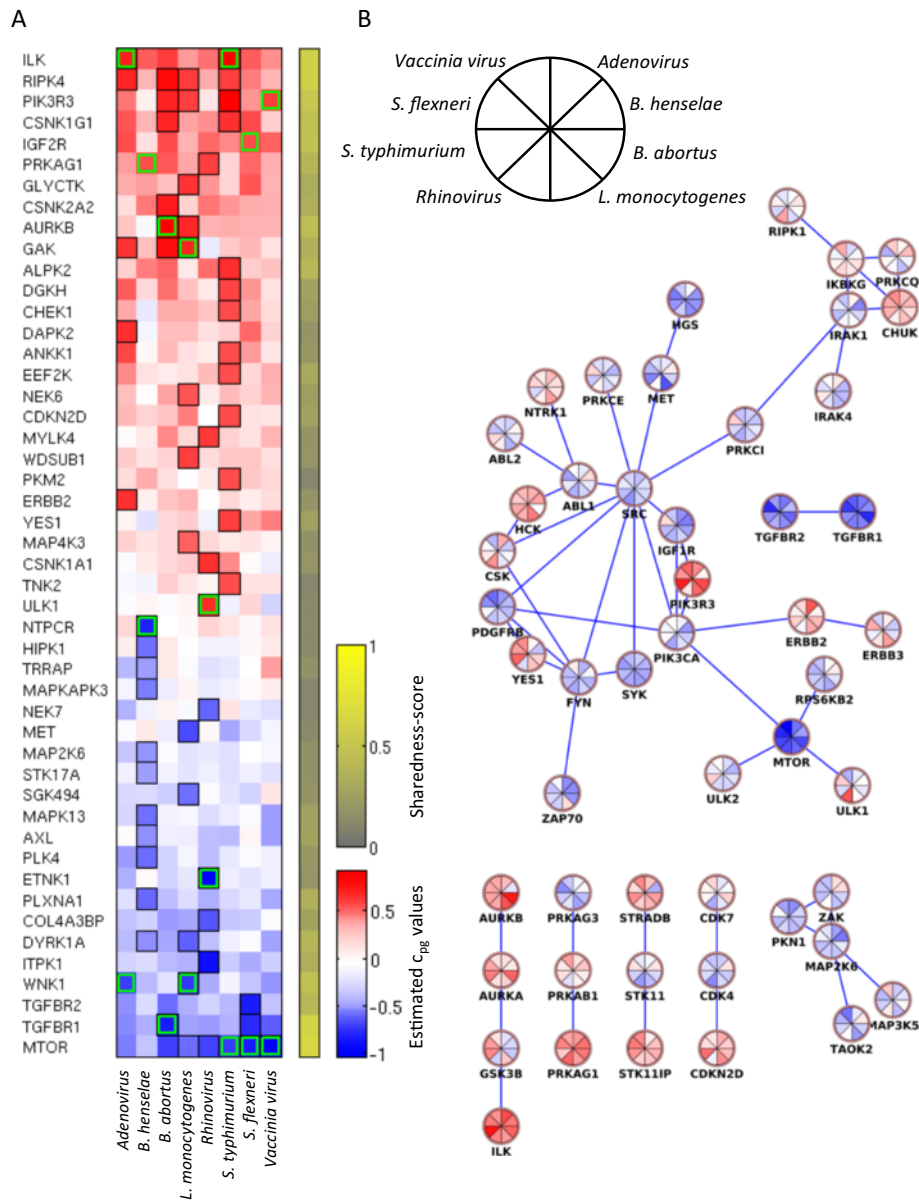 A
ILK
RIPK4
PIK3R3
CSNK1G1
IGF2R
PRKAG1
GLYCTK
CSNK2A2
AURKB
GAK
ALPK2
DGKH
CHEK1
DAPK2
ANKK1
EEF2K
NEK6
CDKN2D
MYLK4
WDSUB1
PKM2
ERBB2
YES1
MAP4K3
CSNK1A1
TNK2
ULK1
NTPCR
HIPK1
TRRAP
MAPKAPK3
NEK7
MET
MAP2K6
STK17A
SGK494
MAPK13
AXL
PLK4
ETNK1
PLXNA1
COL4A3BP
DYRK1A
ITPK1
WNK1
TGFBR2
TGFBR1
MTOR
Adenovirus
B. henselae
B. abortus
L. monocytogenes
Rhinovirus
S. typhimurium
S. flexneri
Vaccinia virus
1
0.5
0
Sharedness-score
0.5
0
-0.5
-1
Estimated cpg values
B
Vaccinia virus
Adenovirus
S. flexneri
B. henselae
S. typhimurium
B. abortus
Rhinovirus
L. monocytogenes
RIPK1
IKBKG
PRKCQ
HGS
IRAK1
CHUK
MET
PRKCE
NTRK1
IRAK4
ABL2
PRKCI
ABL1
SRC
HCK
TGFBR2
TGFBR1
IGF1R
CSK
PIK3R3
PDGFRB
ERBB2
ERBB3
PIK3CA
YES1
FYN
SYK
RPS6KB2
MTOR
ULK2
ULK1
ZAP70
AURKB
PRKAG3
STRADB
CDK7
ZAK
PKN1
MAP2K6
AURKA
PRKAB1
STK11
CDK4
MAP3K5
TAOK2
GSK3B
PRKAG1
STK11IP
CDKN2D
ILK